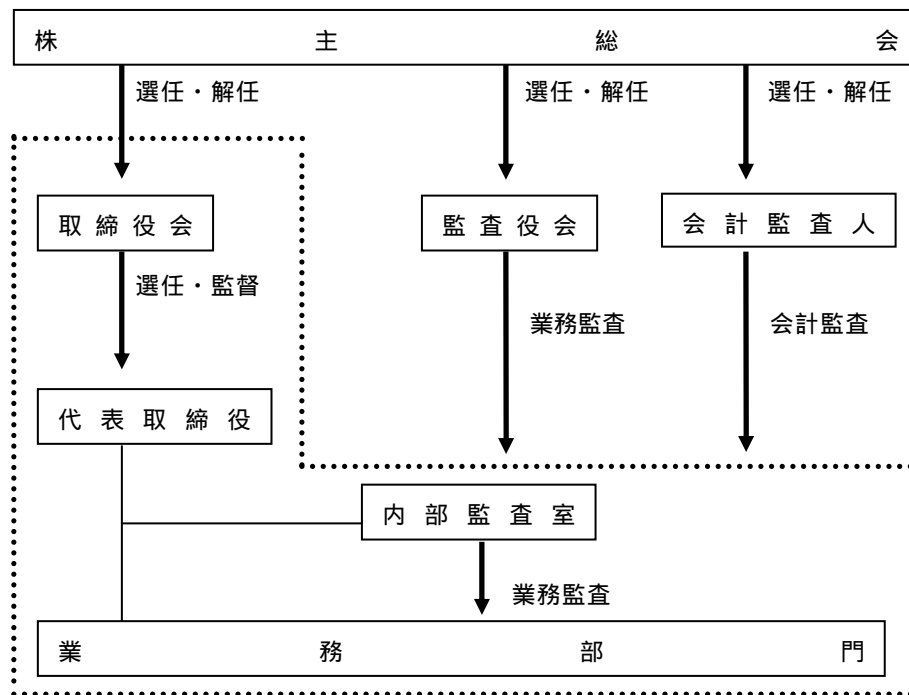 株主総会
選任・解任
選任・解任
選任・解任
取締役会
監査役会
会計監査人
選任・監督
業務監査
会計監査
代表取締役
内部監査室
業務監査
業務部門